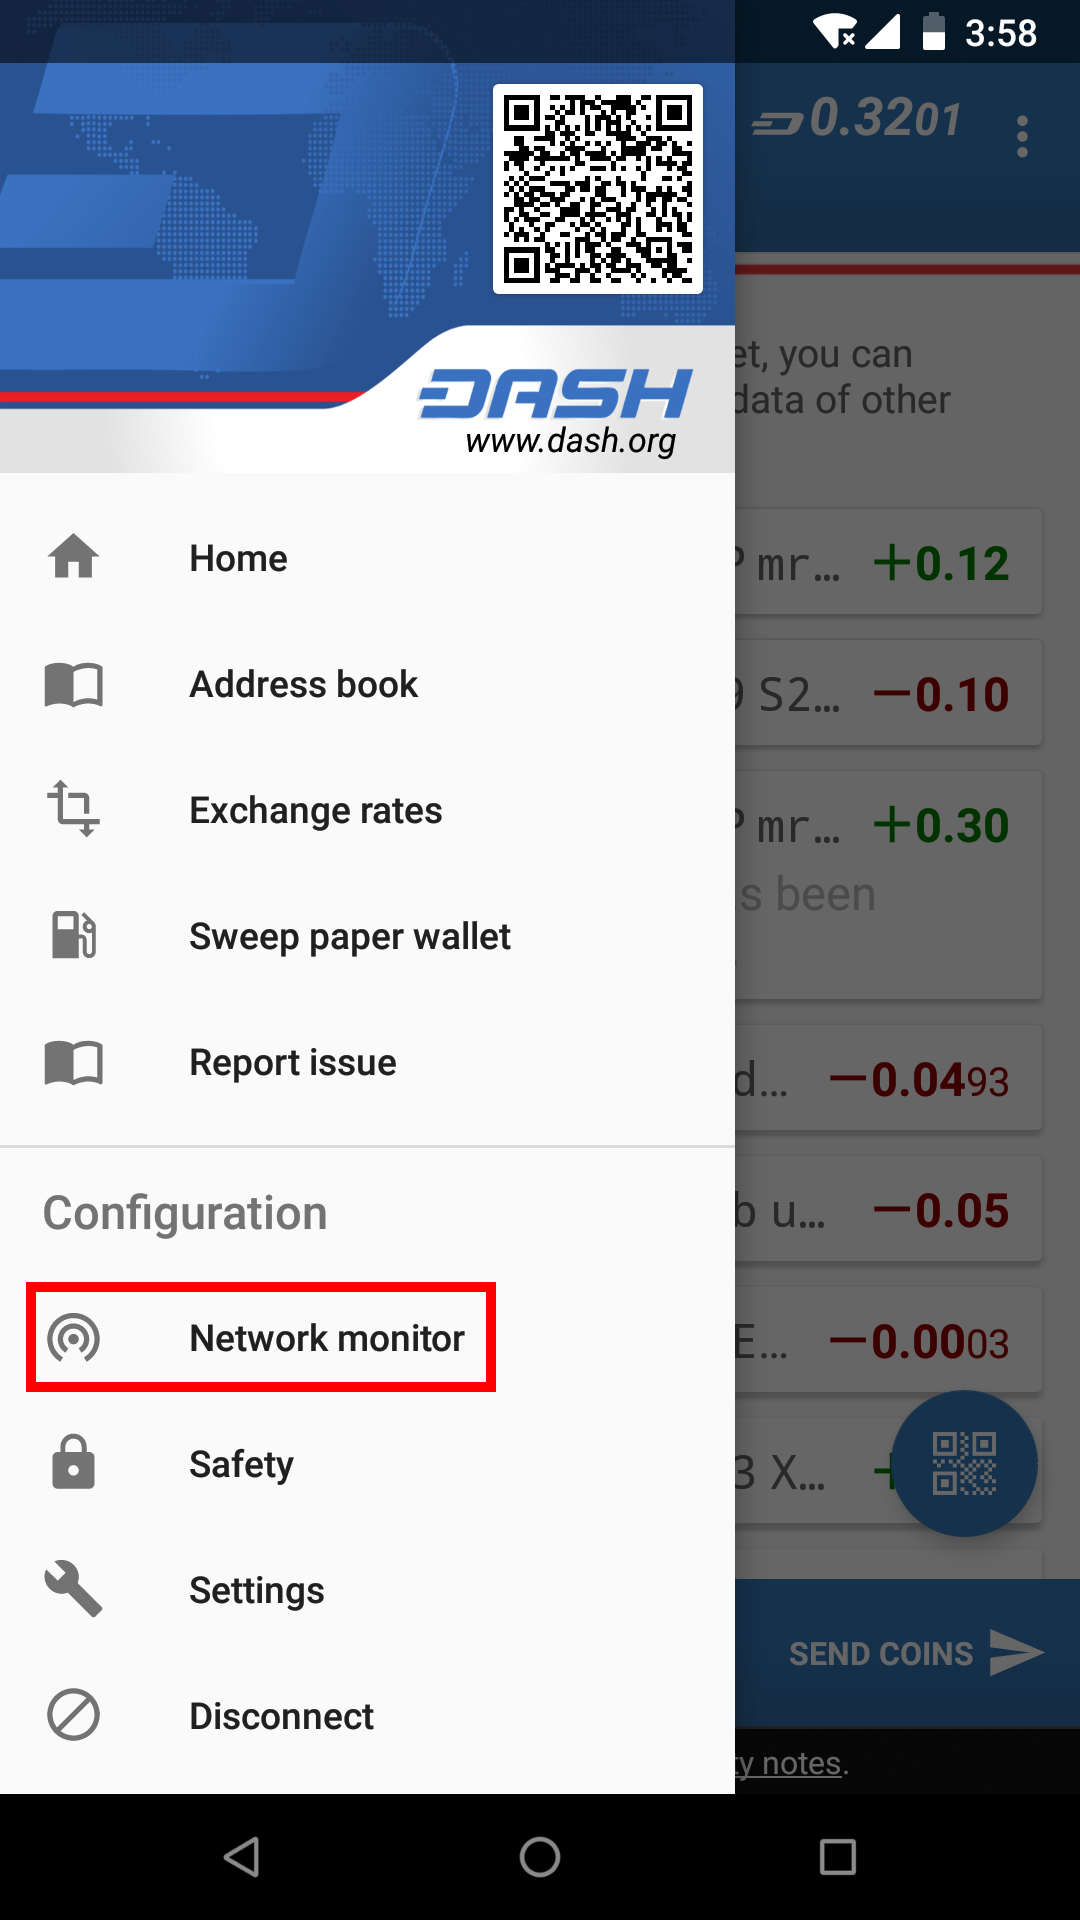 3:58
0.3201
DASH
www.dash.org
et, you can
data of other
Home
Address book
Exchange rates
Sweep paper wallet
Report issue
Configuration
Network monitor
Safety
Settings
Disconnect
P mr... +0.12
9 S2... −0.10
P mr... +0.30
s been
d... −0.0493
b u... −0.05
E... −0.0003
3 X... +
SEND COINS
ty notes.